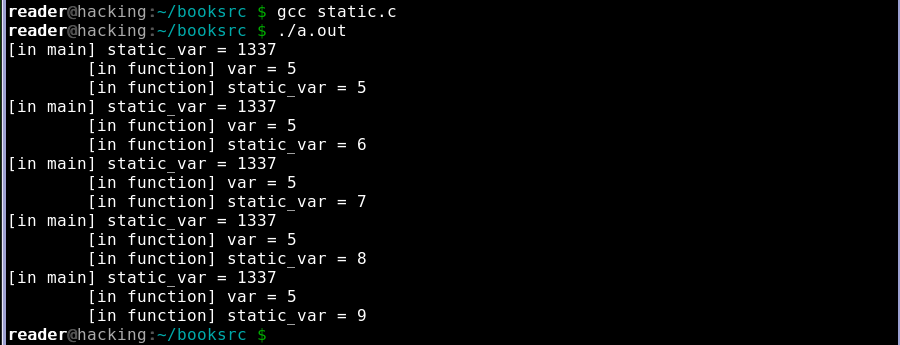 reader@hacking:~/booksrc $ gcc static.c
reader@hacking:~/booksrc $ ./a.out
[in main] static_var = 1337
        [in function] var = 5
        [in function] static_var = 5
[in main] static_var = 1337
        [in function] var = 5
        [in function] static_var = 6
[in main] static_var = 1337
        [in function] var = 5
        [in function] static_var = 7
[in main] static_var = 1337
        [in function] var = 5
        [in function] static_var = 8
[in main] static_var = 1337
        [in function] var = 5
        [in function] static_var = 9
reader@hacking:~/booksrc $